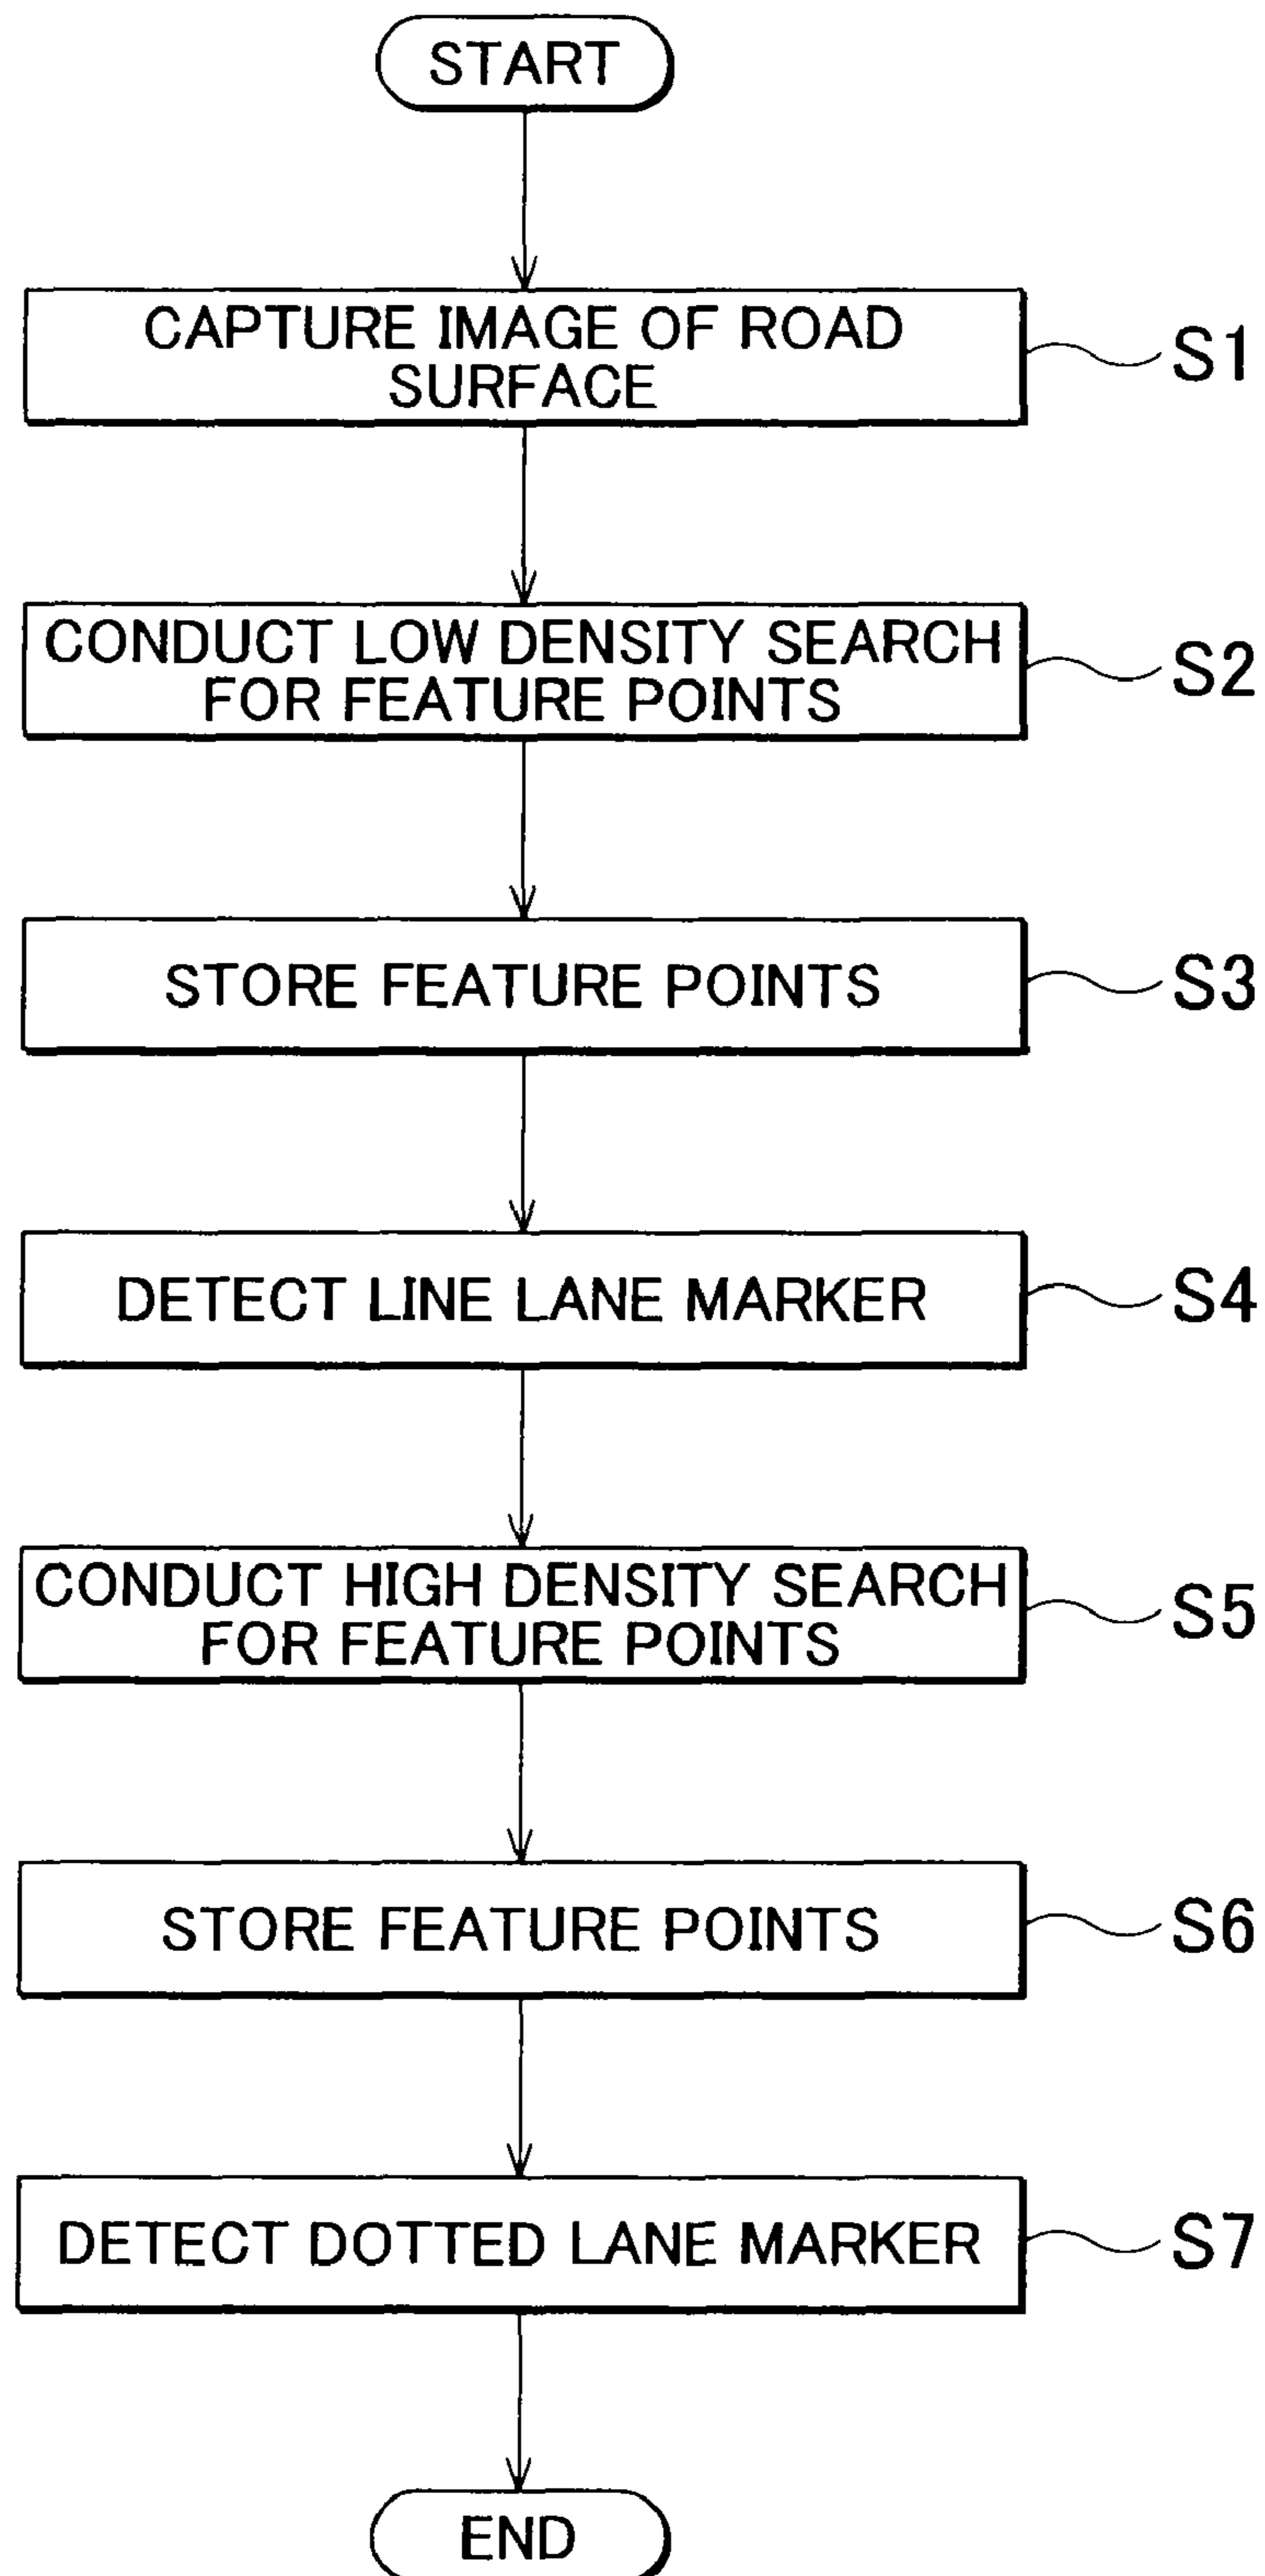 START
CAPTURE IMAGE OF ROAD
SURFACE
S1
CONDUCT LOW DENSITY SEARCH
FOR FEATURE POINTS
S2
STORE FEATURE POINTS
S3
DETECT LINE LANE MARKER
S4
CONDUCT HIGH DENSITY SEARCH
FOR FEATURE POINTS
S5
STORE FEATURE POINTS
S6
DETECT DOTTED LANE MARKER
S7
END